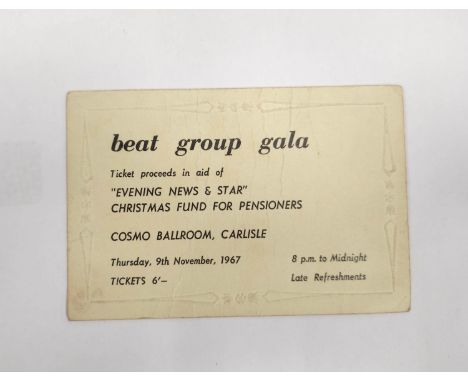 beat group gala
Ticket proceeds in aid of
"EVENING NEWS & STAR"
CHRISTMAS FUND FOR PENSIONERS
COSMO BALLROOM, CARLISLE
Thursday, 9th November, 1967 8 p.m. to Midnight
TICKETS 6'– Late Refreshments